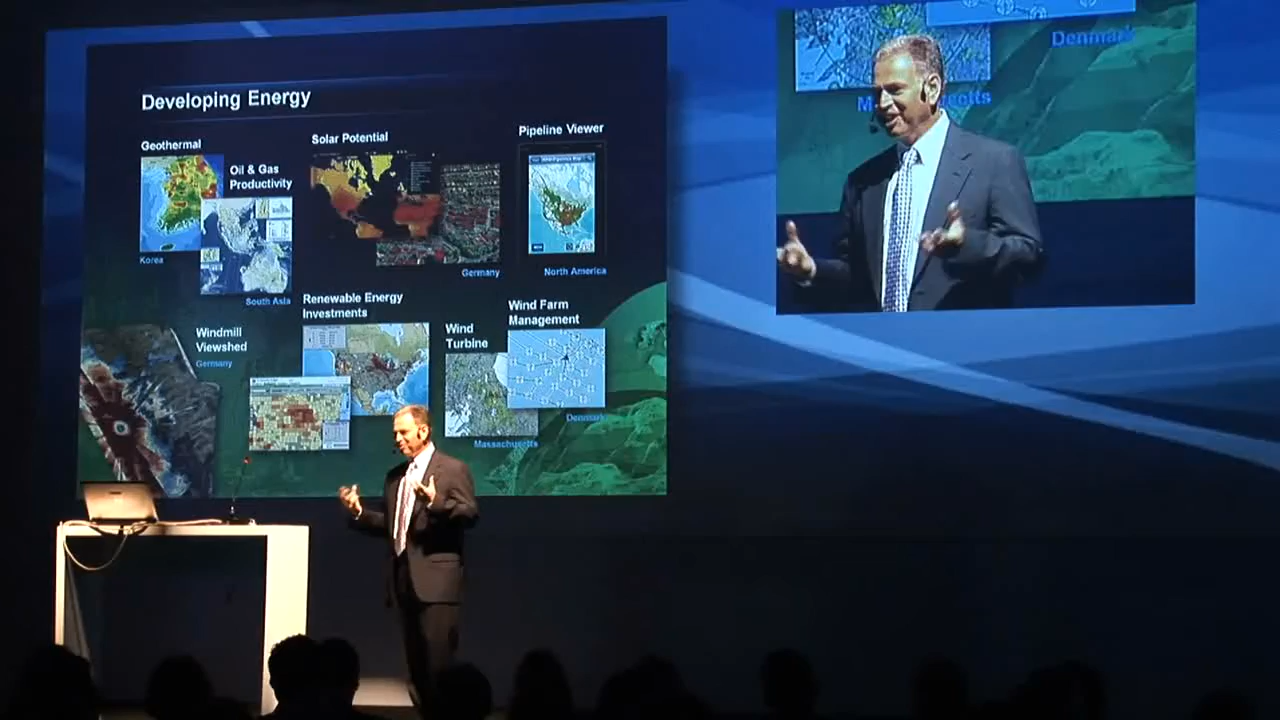 Developing Energy
Geothermal
Korea
Oil & Gas
Productivity
South Asia
Solar Potential
Germany
Pipeline Viewer
North America
Windmill
Viewshed
Germany
Renewable Energy
Investments
Wind
Turbine
Massachusetts
Wind Farm
Management
Denmark
Denmark